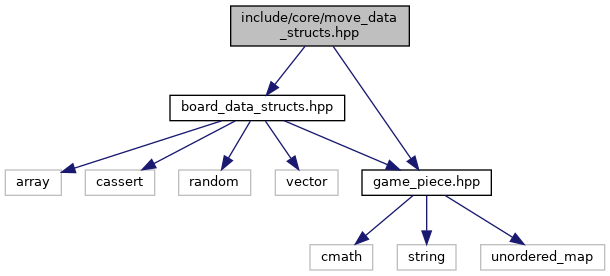 include/core/move_data
_structs.hpp
board_data_structs.hpp
array
cassert
random
vector
game_piece.hpp
cmath
string
unordered_map